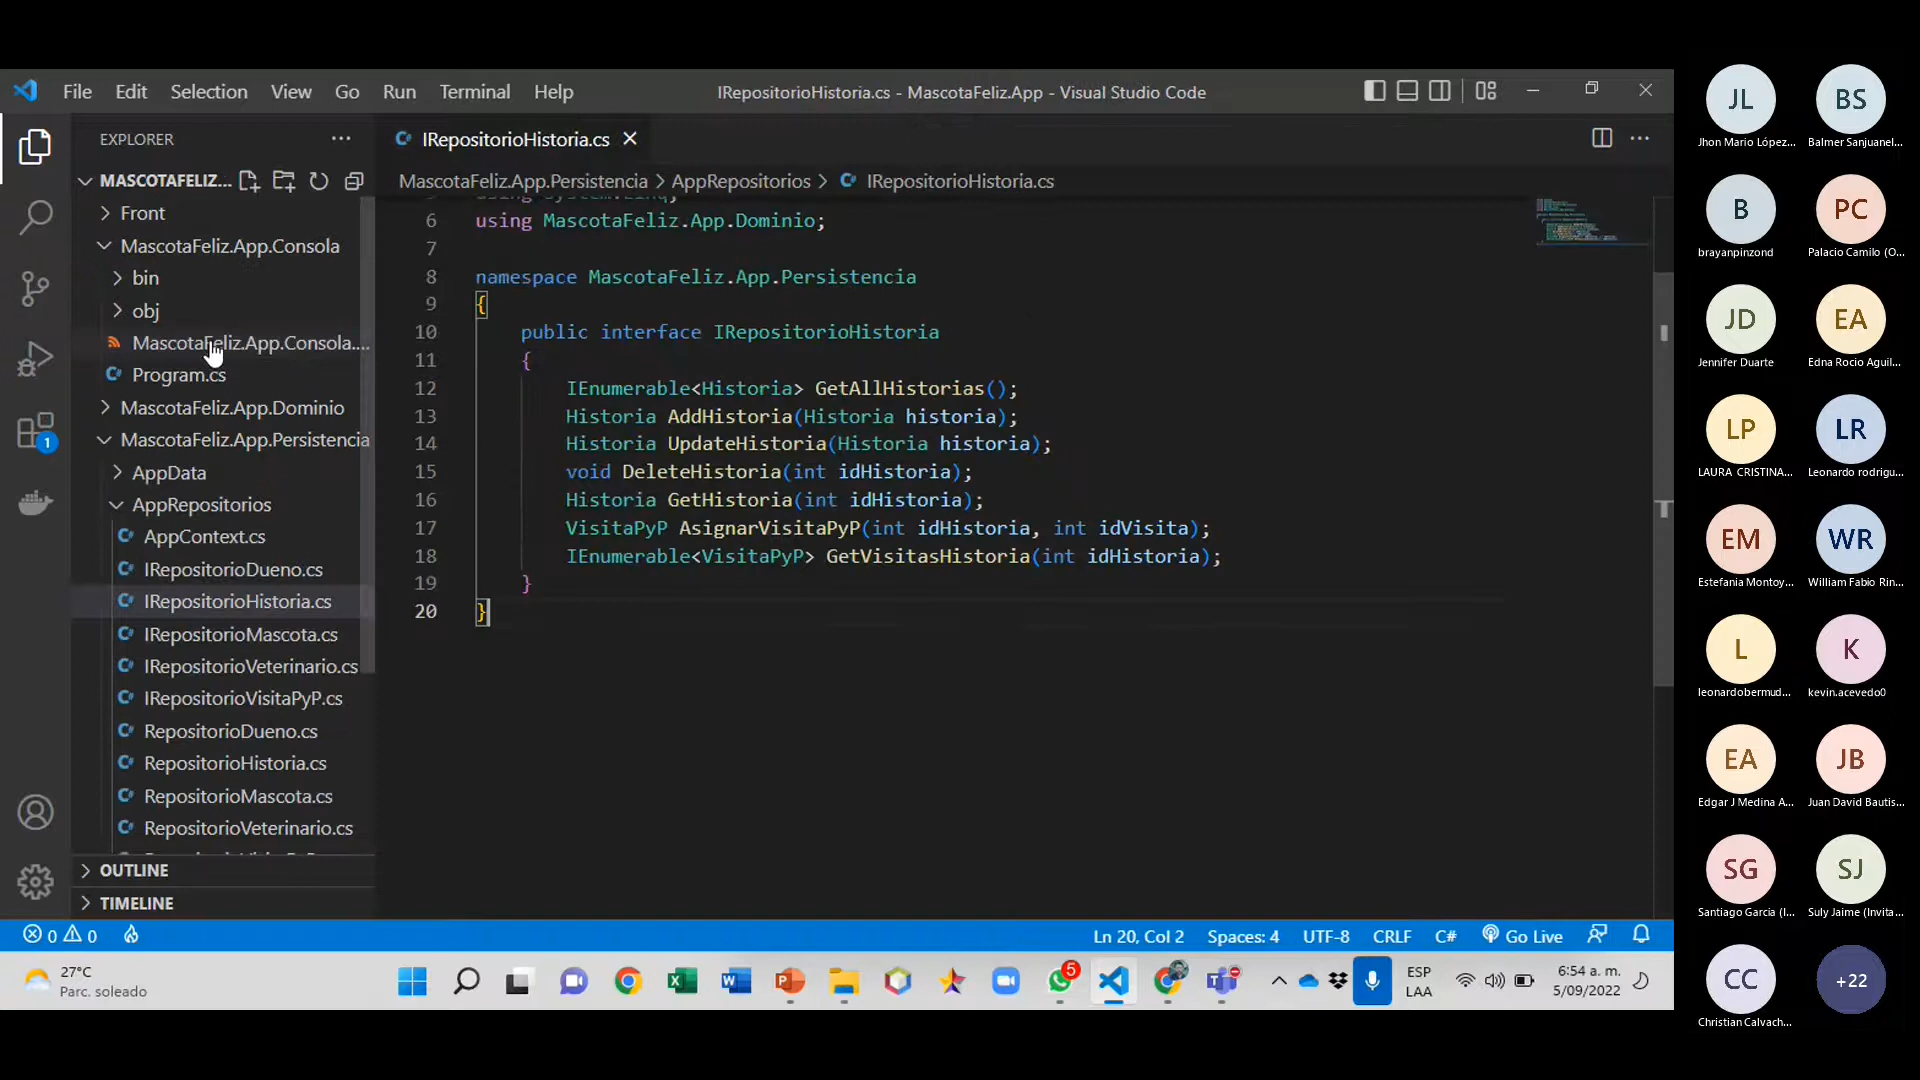 File Edit Selection View Go Run Terminal Help
IRepositorioHistoria.cs - MascotaFeliz.App - Visual Studio Code
EXPLORER
MASCOTAFELIZ...
Front
MascotaFeliz.App.Consola
bin
obj
MascotaFeliz.App.Consola....
Program.cs
MascotaFeliz.App.Dominio
MascotaFeliz.App.Persistencia
AppData
AppRepositorios
AppContext.cs
IRepositorioDueno.cs
IRepositorioHistoria.cs
IRepositorioMascota.cs
IRepositorioVeterinario.cs
IRepositorioVisitaPyP.cs
RepositorioDueno.cs
RepositorioHistoria.cs
RepositorioMascota.cs
RepositorioVeterinario.cs
OUTLINE
TIMELINE
1
IRepositorioHistoria.cs
MascotaFeliz.App.Persistencia > AppRepositorios > IRepositorioHistoria.cs
using System.Linq;
6 using MascotaFeliz.App.Dominio;
7
8 namespace MascotaFeliz.App.Persistencia
9 {
10 public interface IRepositorioHistoria
11 {
12 IEnumerable<Historia> GetAllHistorias();
13 Historia AddHistoria(Historia historia);
14 Historia UpdateHistoria(Historia historia);
15 void DeleteHistoria(int idHistoria);
16 Historia GetHistoria(int idHistoria);
17 VisitaPyP AsignarVisitaPyP(int idHistoria, int idVisita);
18 IEnumerable<VisitaPyP> GetVisitasHistoria(int idHistoria);
19 }
20 }
0 0
Ln 20, Col 2 Spaces: 4 UTF-8 CRLF C# Go Live
27°C
Parc. soleado
5
ESP
LAA
6:54 a. m.
5/09/2022
JL BS
Jhon Mario López... Balmer Sanjuanel...
B PC
brayanpinzond Palacio Camilo (O...
JD EA
Jennifer Duarte Edna Rocio Aguil...
LP LR
LAURA CRISTINA... Leonardo rodrigu...
EM WR
Estefania Montoy... William Fabio Rin...
L K
leonardobermud... kevin.acevedo0
EA JB
Edgar J Medina A... Juan David Bautis...
SG SJ
Santiago Garcia (I... Suly Jaime (Invita...
CC +22
Christian Calvach...